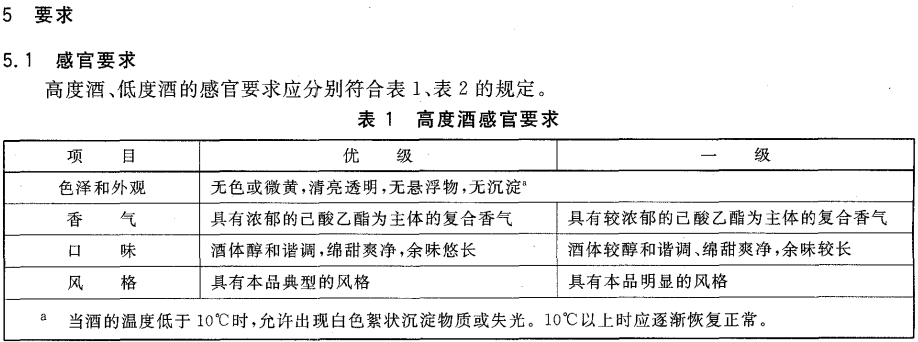 5 要求
5.1 感官要求
高度酒、低度酒的感官要求应分别符合表 1、表 2 的规定。
表 1 高度酒感官要求
项 目 优 级 一 级
色泽和外观 无色或微黄,清亮透明,无悬浮物,无沉淀ᵃ
香 气 具有浓郁的己酸乙酯为主体的复合香气 具有较浓郁的己酸乙酯为主体的复合香气
口 味 酒体醇和谐调,绵甜爽净,余味悠长 酒体较醇和谐调、绵甜爽净,余味较长
风 格 具有本品典型的风格 具有本品明显的风格
ᵃ 当酒的温度低于 10℃时,允许出现白色絮状沉淀物质或失光。10℃以上时应逐渐恢复正常。